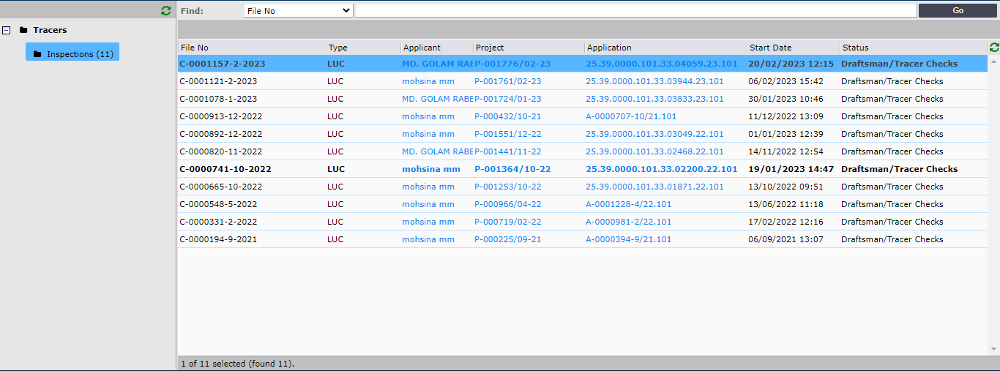 Find: File No Go
Tracers
Inspections (11)
File No Type Applicant Project Application Start Date Status
C-0001157-2-2023 LUC MD. GOLAM RABE P-001776/02-23 25.39.0000.101.33.04059.23.101 20/02/2023 12:15 Draftsman/Tracer Checks
C-0001121-2-2023 LUC mohsina mm P-001761/02-23 25.39.0000.101.33.03944.23.101 06/02/2023 15:42 Draftsman/Tracer Checks
C-0001078-1-2023 LUC MD. GOLAM RABE P-001724/01-23 25.39.0000.101.33.03833.23.101 30/01/2023 10:46 Draftsman/Tracer Checks
C-0000913-12-2022 LUC mohsina mm P-000432/10-21 A-0000707-10/21.101 11/12/2022 13:09 Draftsman/Tracer Checks
C-0000892-12-2022 LUC mohsina mm P-001551/12-22 25.39.0000.101.33.03049.22.101 01/01/2023 12:39 Draftsman/Tracer Checks
C-0000820-11-2022 LUC MD. GOLAM RABE P-001441/11-22 25.39.0000.101.33.02468.22.101 14/11/2022 12:54 Draftsman/Tracer Checks
C-0000741-10-2022 LUC mohsina mm P-001364/10-22 25.39.0000.101.33.02200.22.101 19/01/2023 14:47 Draftsman/Tracer Checks
C-0000665-10-2022 LUC mohsina mm P-001253/10-22 25.39.0000.101.33.01871.22.101 13/10/2022 09:51 Draftsman/Tracer Checks
C-0000548-5-2022 LUC mohsina mm P-000966/04-22 A-0001228-4/22.101 13/06/2022 11:18 Draftsman/Tracer Checks
C-0000331-2-2022 LUC mohsina mm P-000719/02-22 A-0000981-2/22.101 17/02/2022 12:16 Draftsman/Tracer Checks
C-0000194-9-2021 LUC mohsina mm P-000225/09-21 A-0000394-9/21.101 06/09/2021 13:07 Draftsman/Tracer Checks
1 of 11 selected (found 11).